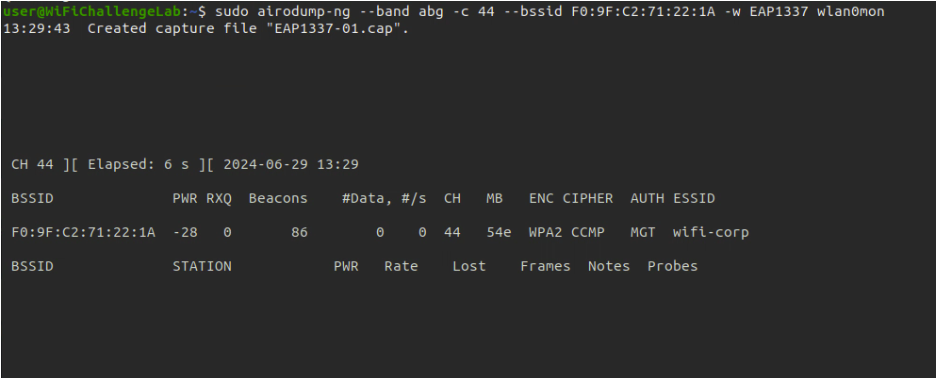 user@WiFiChallengeLab:~$ sudo airodump-ng --band abg -c 44 --bssid F0:9F:C2:71:22:1A -w EAP1337 wlan0mon
13:29:43  Created capture file "EAP1337-01.cap".
CH 44 ][ Elapsed: 6 s ][ 2024-06-29 13:29
BSSID              PWR RXQ  Beacons    #Data, #/s  CH   MB   ENC CIPHER  AUTH ESSID
F0:9F:C2:71:22:1A  -28   0       86        0    0  44   54e  WPA2 CCMP   MGT  wifi-corp
BSSID              STATION            PWR   Rate    Lost    Frames  Notes  Probes